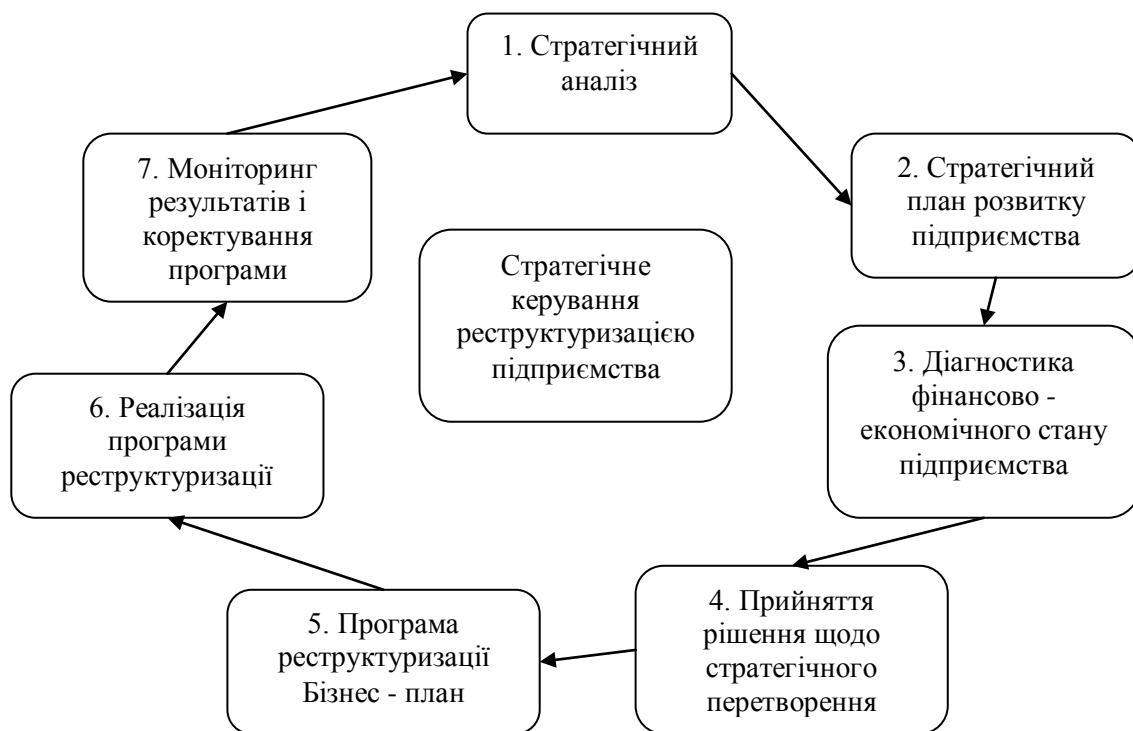 1. Стратегічний
аналіз
2. Стратегічний
план розвитку
підприємства
3. Діагностика
фінансово -
економічного стану
підприємства
4. Прийняття
рішення щодо
стратегічного
перетворення
5. Програма
реструктуризації
Бізнес - план
6. Реалізація
програми
реструктуризації
7. Моніторинг
результатів і
коректування
програми
Стратегічне
керування
реструктуризацією
підприємства